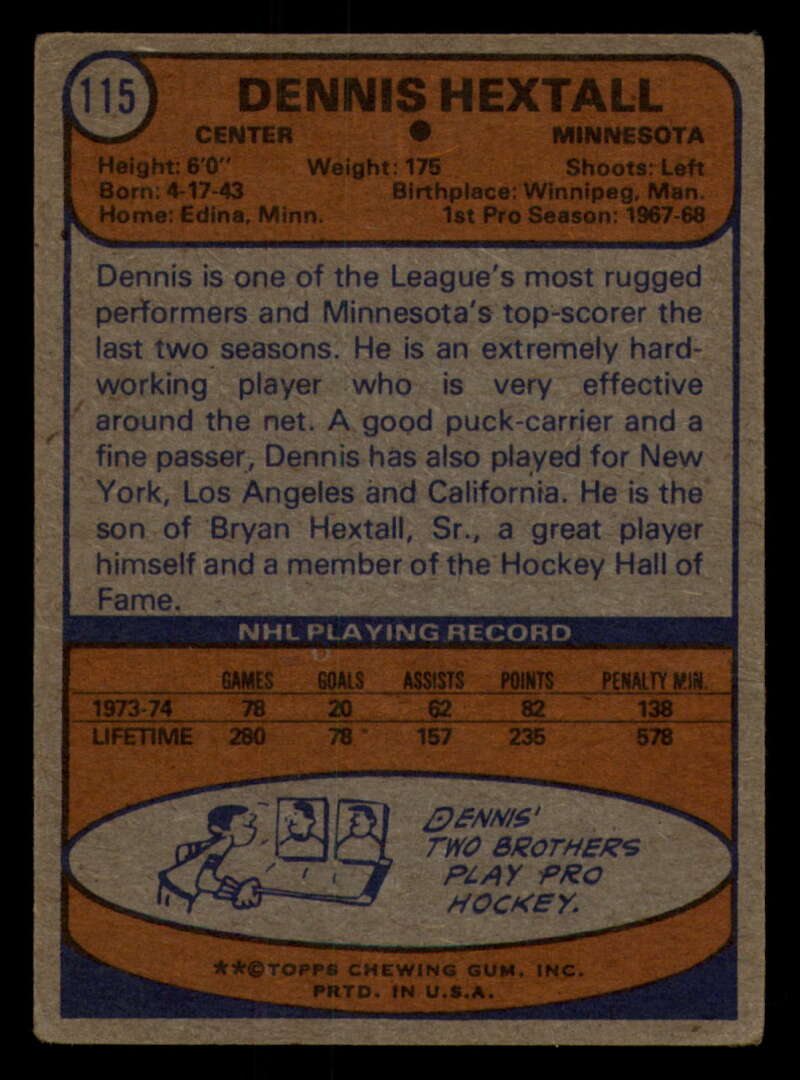 115
DENNIS HEXTALL
CENTER ● MINNESOTA
Height: 6'0" Weight: 175 Shoots: Left
Born: 4-17-43 Birthplace: Winnipeg, Man.
Home: Edina, Minn. 1st Pro Season: 1967-68
Dennis is one of the League's most rugged
performers and Minnesota's top-scorer the
last two seasons. He is an extremely hard-
working player who is very effective
around the net. A good puck-carrier and a
fine passer, Dennis has also played for New
York, Los Angeles and California. He is the
son of Bryan Hextall, Sr., a great player
himself and a member of the Hockey Hall of
Fame.
NHL PLAYING RECORD
GAMES GOALS ASSISTS POINTS PENALTY MIN.
1973-74 78 20 62 82 138
LIFETIME 280 78 157 235 578
DENNIS'
TWO BROTHERS
PLAY PRO
HOCKEY.
**©TOPPS CHEWING GUM, INC.
PRTD. IN U.S.A.